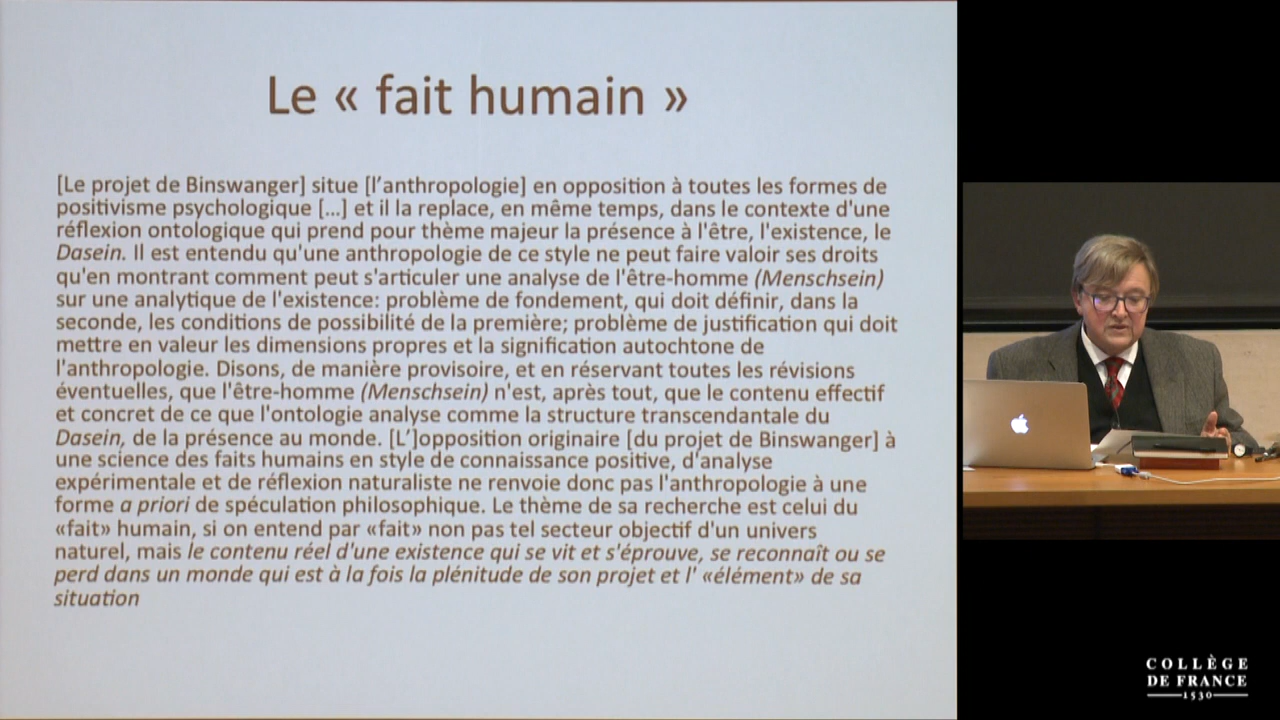 Le « fait humain »
[Le projet de Binswanger] situe [l'anthropologie] en opposition à toutes les formes de
positivisme psychologique [...] et il la replace, en même temps, dans le contexte d'une
réflexion ontologique qui prend pour thème majeur la présence à l'être, l'existence, le
Dasein. Il est entendu qu'une anthropologie de ce style ne peut faire valoir ses droits
qu'en montrant comment peut s'articuler une analyse de l'être-homme (Menschsein)
sur une analytique de l'existence: problème de fondement, qui doit définir, dans la
seconde, les conditions de possibilité de la première; problème de justification qui doit
mettre en valeur les dimensions propres et la signification autochtone de
l'anthropologie. Disons, de manière provisoire, et en réservant toutes les révisions
éventuelles, que l'être-homme (Menschsein) n'est, après tout, que le contenu effectif
et concret de ce que l'ontologie analyse comme la structure transcendantale du
Dasein, de la présence au monde. [L']opposition originaire [du projet de Binswanger] à
une science des faits humains en style de connaissance positive, d'analyse
expérimentale et de réflexion naturaliste ne renvoie donc pas l'anthropologie à une
forme a priori de spéculation philosophique. Le thème de sa recherche est celui du
«fait» humain, si on entend par «fait» non pas tel secteur objectif d'un univers
naturel, mais le contenu réel d'une existence qui se vit et s'éprouve, se reconnaît ou se
perd dans un monde qui est à la fois la plénitude de son projet et l' «élément» de sa
situation
COLLÈGE
DE FRANCE
1530